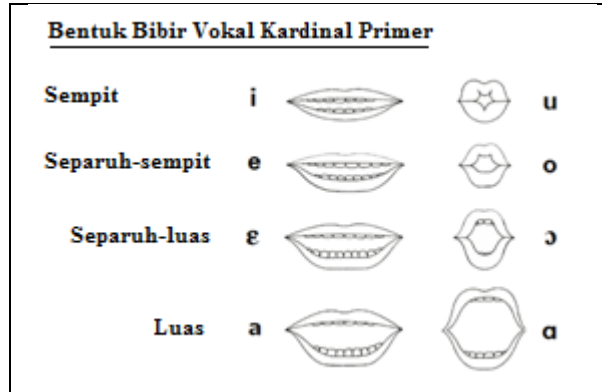 Bentuk Bibir Vokal Kardinal Primer
Sempit i u
Separuh-sempit e o
Separuh-luas ɛ ɔ
Luas a ɑ